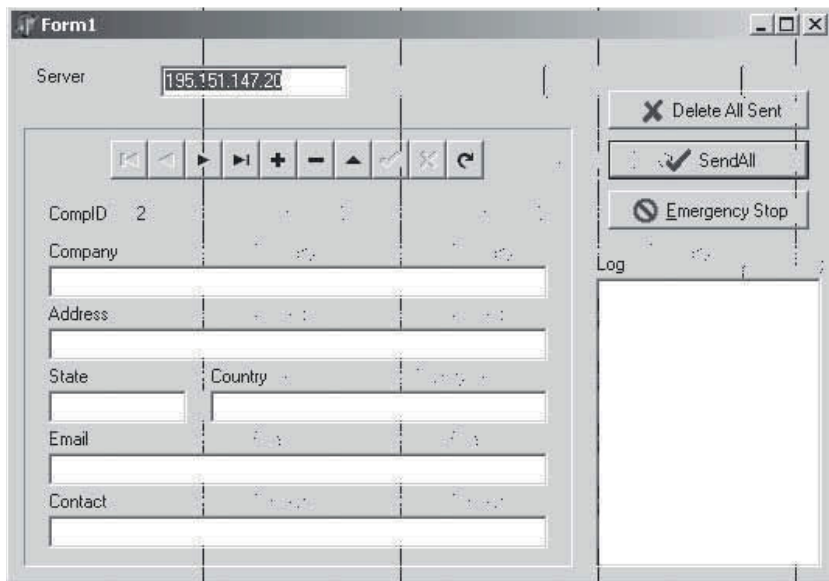 Form1
Server 195.151.147.20
Delete All Sent
SendAll
CompID 2
Emergency Stop
Company
Log
Address
State Country
Email
Contact